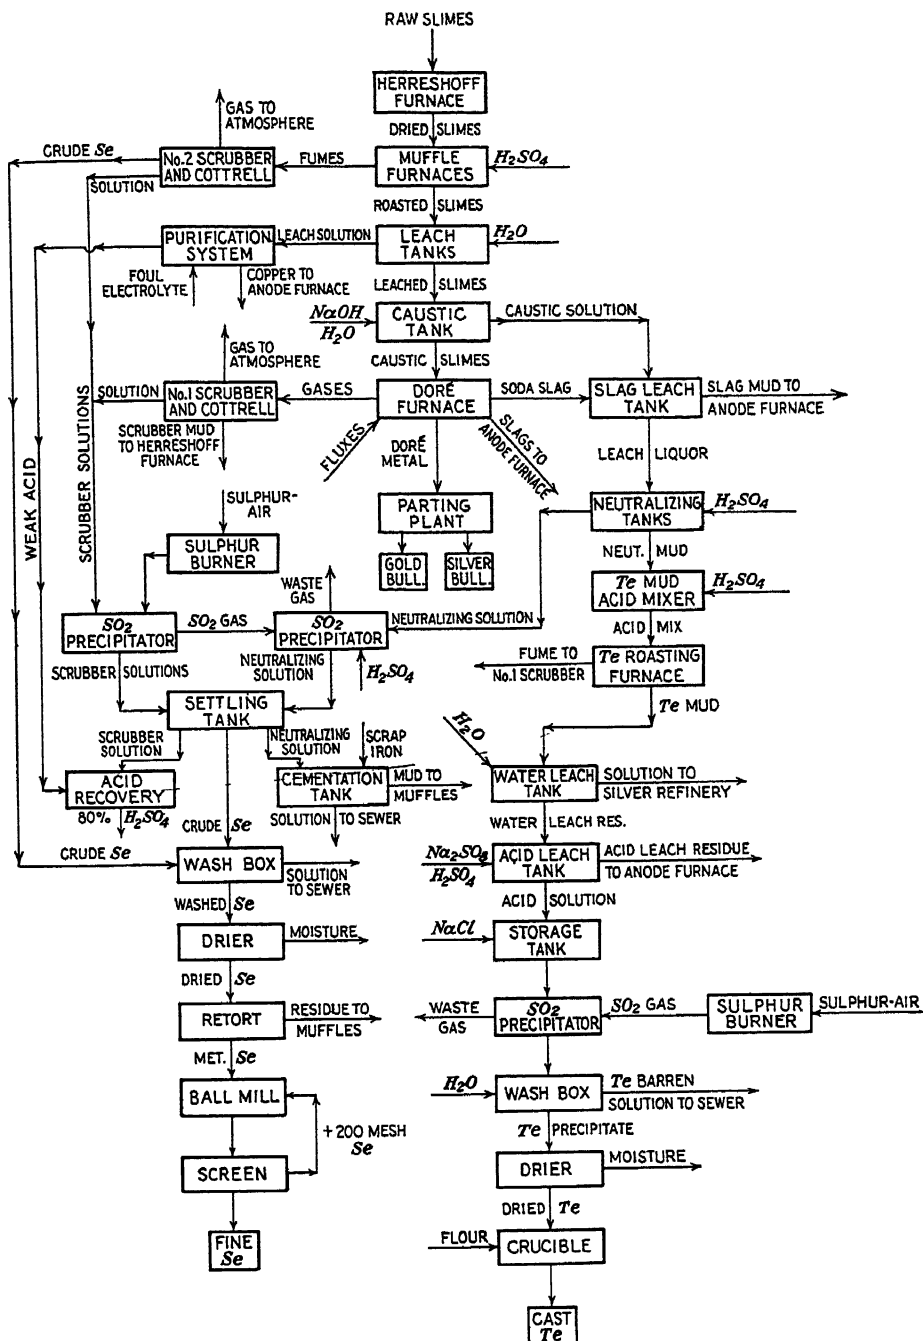 RAW SLIMES
HERRESHOFF
FURNACE
DRIED SLIMES
GAS TO
ATMOSPHERE
CRUDE Se
No.2 SCRUBBER
AND COTTRELL
FUMES
MUFFLE
FURNACES
H2SO4
SOLUTION
ROASTED SLIMES
PURIFICATION
SYSTEM
LEACH SOLUTION
LEACH
TANKS
H2O
FOUL
ELECTROLYTE
COPPER TO
ANODE FURNACE
LEACHED SLIMES
NaOH
H2O
CAUSTIC
TANK
CAUSTIC SOLUTION
GAS TO
ATMOSPHERE
CAUSTIC SLIMES
SOLUTION
No.1 SCRUBBER
AND COTTRELL
GASES
DORÉ
FURNACE
SODA SLAG
SLAG LEACH
TANK
SLAG MUD TO
ANODE FURNACE
SCRUBBER MUD
TO HERRESHOFF
FURNACE
FLUXES
DORÉ
METAL
SLAGS TO
ANODE FURNACE
LEACH LIQUOR
WEAK ACID
SCRUBBER SOLUTIONS
SULPHUR-
AIR
SULPHUR
BURNER
PARTING
PLANT
NEUTRALIZING
TANKS
H2SO4
GOLD
BULL.
SILVER
BULL.
NEUT. MUD
WASTE
GAS
Te MUD
ACID MIXER
H2SO4
SO2
PRECIPITATOR
SO2 GAS
SO2
PRECIPITATOR
NEUTRALIZING SOLUTION
ACID MIX
SCRUBBER SOLUTIONS
NEUTRALIZING
SOLUTION
H2SO4
FUME TO
No.1 SCRUBBER
Te ROASTING
FURNACE
SETTLING
TANK
Te MUD
SCRUBBER
SOLUTION
NEUTRALIZING
SOLUTION
SCRAP
IRON
H2O
ACID
RECOVERY
CEMENTATION
TANK
MUD TO
MUFFLES
WATER LEACH
TANK
SOLUTION TO
SILVER REFINERY
80% H2SO4
CRUDE Se
SOLUTION TO SEWER
WATER LEACH RES.
CRUDE Se
WASH BOX
SOLUTION
TO SEWER
Na2SO3
H2SO4
ACID LEACH
TANK
ACID LEACH RESIDUE
TO ANODE FURNACE
WASHED Se
ACID SOLUTION
DRIER
MOISTURE
NaCl
STORAGE
TANK
DRIED Se
RETORT
RESIDUE TO
MUFFLES
WASTE
GAS
SO2
PRECIPITATOR
SO2 GAS
SULPHUR
BURNER
SULPHUR-AIR
MET. Se
BALL MILL
H2O
WASH BOX
Te BARREN
SOLUTION TO SEWER
+200 MESH
Se
Te PRECIPITATE
SCREEN
DRIER
MOISTURE
DRIED Te
FINE
Se
FLOUR
CRUCIBLE
CAST
Te